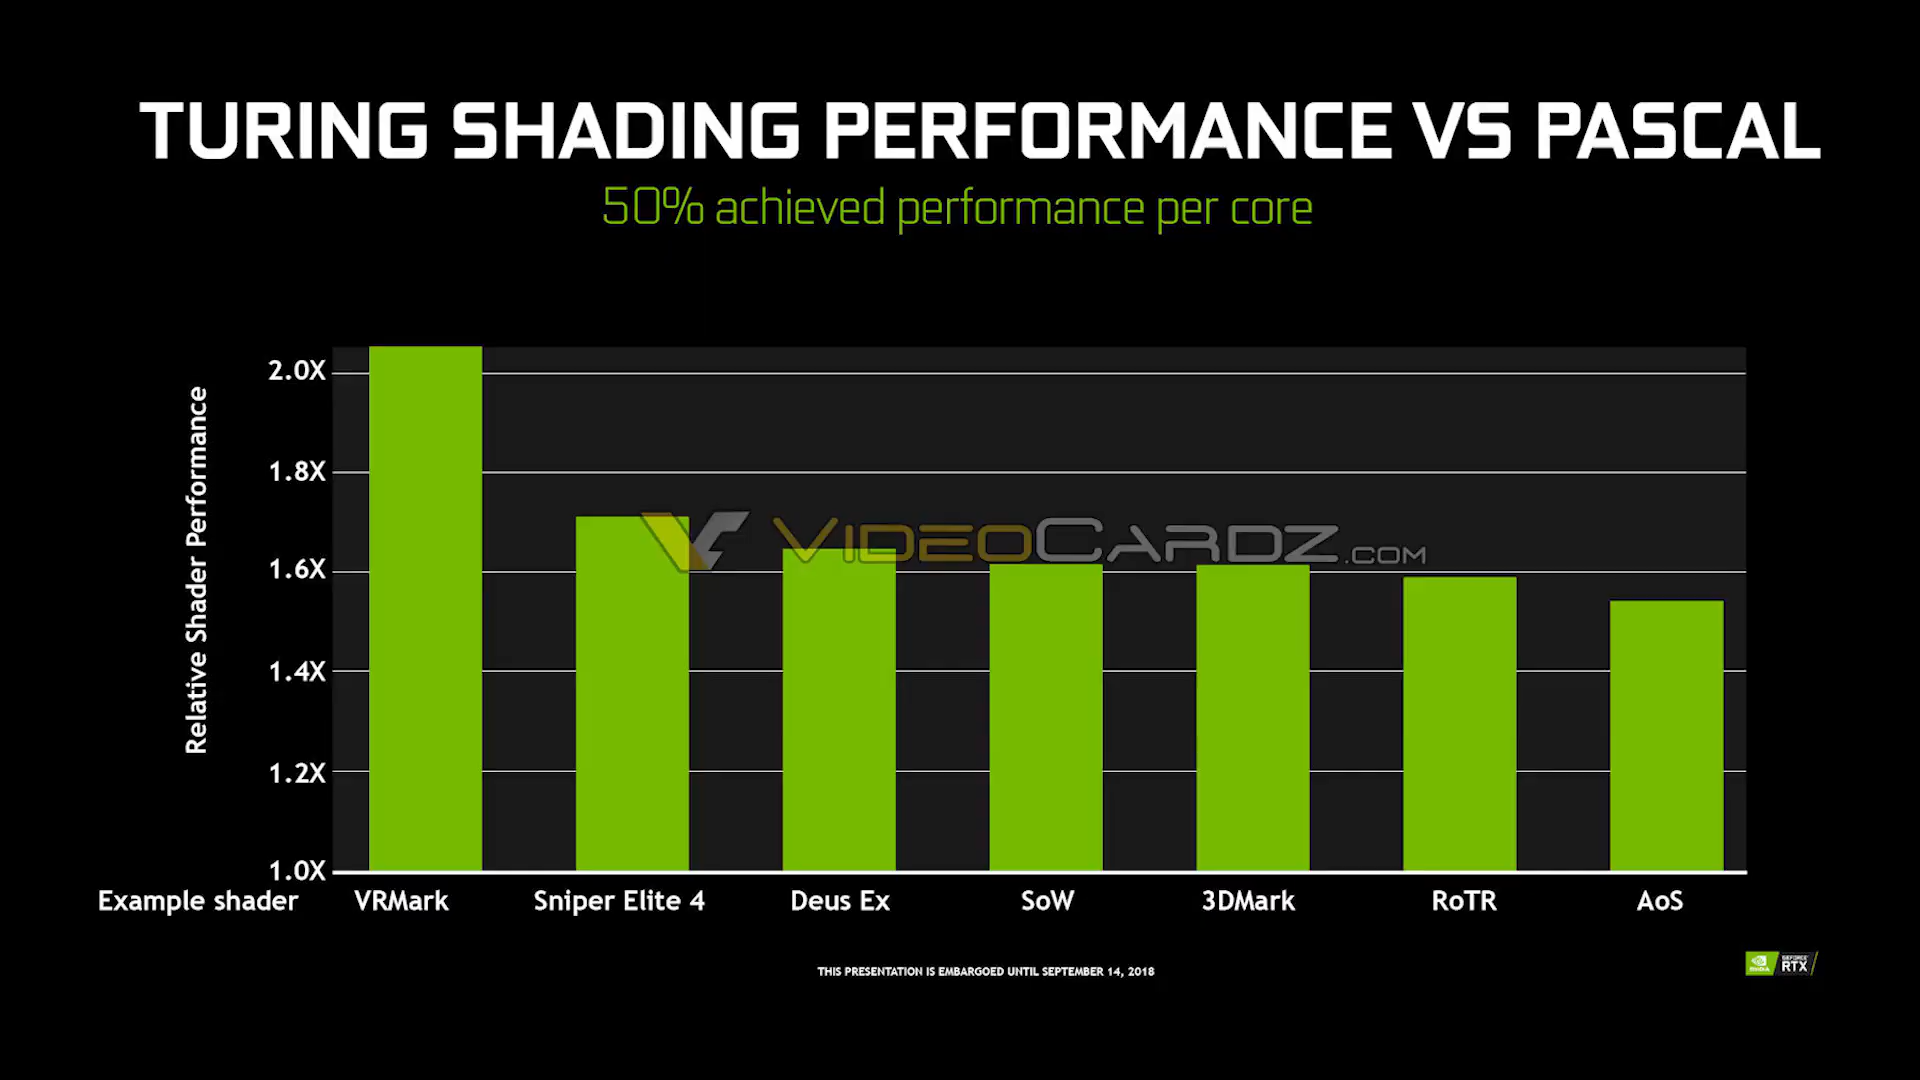 TURING SHADING PERFORMANCE VS PASCAL
50% achieved performance per core
Relative Shader Performance
2.0X
1.8X
1.6X
1.4X
1.2X
1.0X
VIDEOCARDZ.COM
Example shader VRMark Sniper Elite 4 Deus Ex SoW 3DMark RoTR AoS
THIS PRESENTATION IS EMBARGOED UNTIL SEPTEMBER 14, 2018
NVIDIA GEFORCE RTX